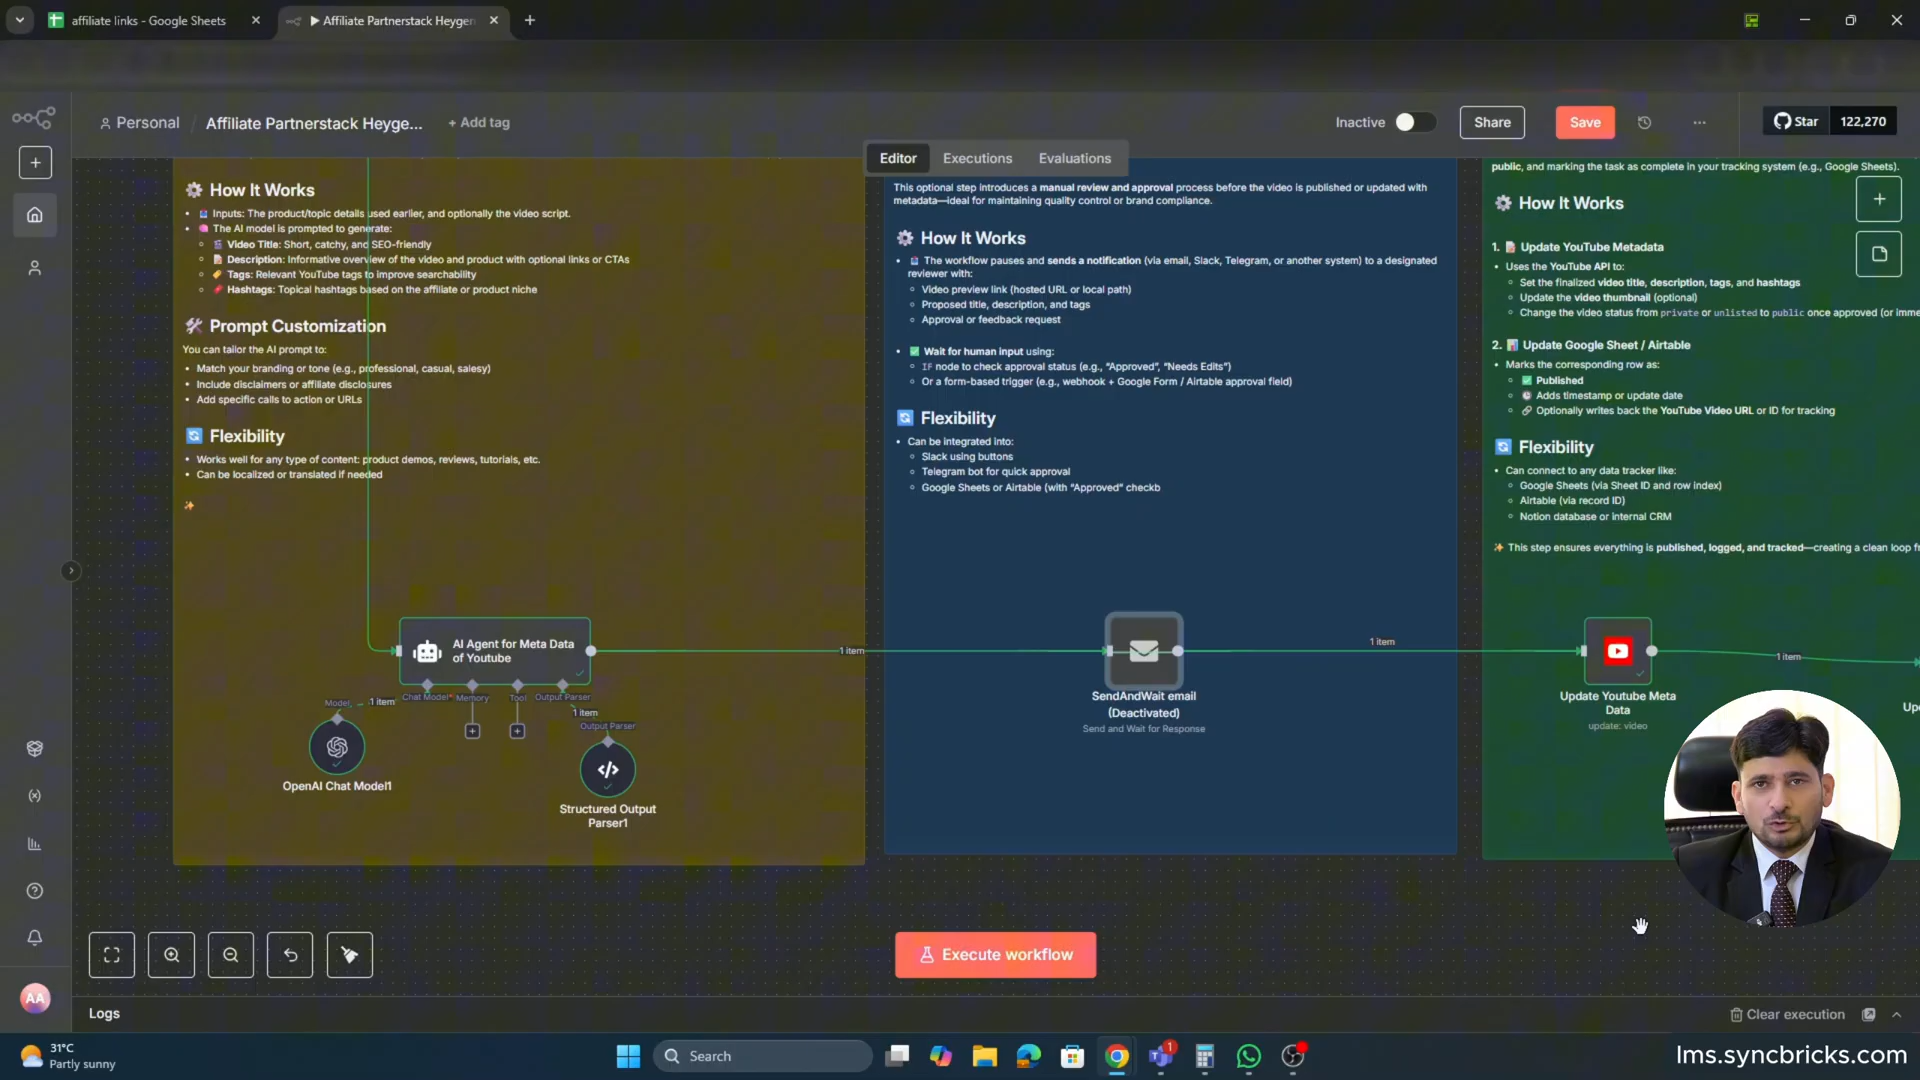 affiliate links - Google Sheets
Affiliate Partnerstack Heygen
Personal / Affiliate Partnerstack Heyge... + Add tag
Inactive
Share
Save
Star 122,270
Editor Executions Evaluations
How It Works
Inputs: The product/topic details used earlier, and optionally the video script.
The AI model is prompted to generate:
Video Title: Short, catchy, and SEO-friendly
Description: Informative overview of the video and product with optional links or CTAs
Tags: Relevant YouTube tags to improve searchability
Hashtags: Topical hashtags based on the affiliate or product niche
Prompt Customization
You can tailor the AI prompt to:
Match your branding or tone (e.g., professional, casual, salesy)
Include disclaimers or affiliate disclosures
Add specific calls to action or URLs
Flexibility
Works well for any type of content: product demos, reviews, tutorials, etc.
Can be localized or translated if needed
AI Agent for Meta Data
of Youtube
Chat Model* Memory Tool Output Parser
Model
1 item
1 item
Output Parser
OpenAI Chat Model1
Structured Output
Parser1
1 item
This optional step introduces a manual review and approval process before the video is published or updated with
metadata—ideal for maintaining quality control or brand compliance.
How It Works
The workflow pauses and sends a notification (via email, Slack, Telegram, or another system) to a designated
reviewer with:
Video preview link (hosted URL or local path)
Proposed title, description, and tags
Approval or feedback request
Wait for human input using:
IF node to check approval status (e.g., “Approved”, “Needs Edits”)
Or a form-based trigger (e.g., webhook + Google Form / Airtable approval field)
Flexibility
Can be integrated into:
Slack using buttons
Telegram bot for quick approval
Google Sheets or Airtable (with “Approved” checkb
SendAndWait email
(Deactivated)
Send and Wait for Response
1 item
public, and marking the task as complete in your tracking system (e.g., Google Sheets).
How It Works
1. Update YouTube Metadata
Uses the YouTube API to:
Set the finalized video title, description, tags, and hashtags
Update the video thumbnail (optional)
Change the video status from private or unlisted to public once approved (or imme
2. Update Google Sheet / Airtable
Marks the corresponding row as:
Published
Adds timestamp or update date
Optionally writes back the YouTube Video URL or ID for tracking
Flexibility
Can connect to any data tracker like:
Google Sheets (via Sheet ID and row index)
Airtable (via record ID)
Notion database or internal CRM
This step ensures everything is published, logged, and tracked—creating a clean loop fr
Update Youtube Meta
Data
update: video
1 item
Up
Execute workflow
AA
Logs
Clear execution
31°C
Partly sunny
Search
1
lms.syncbricks.com